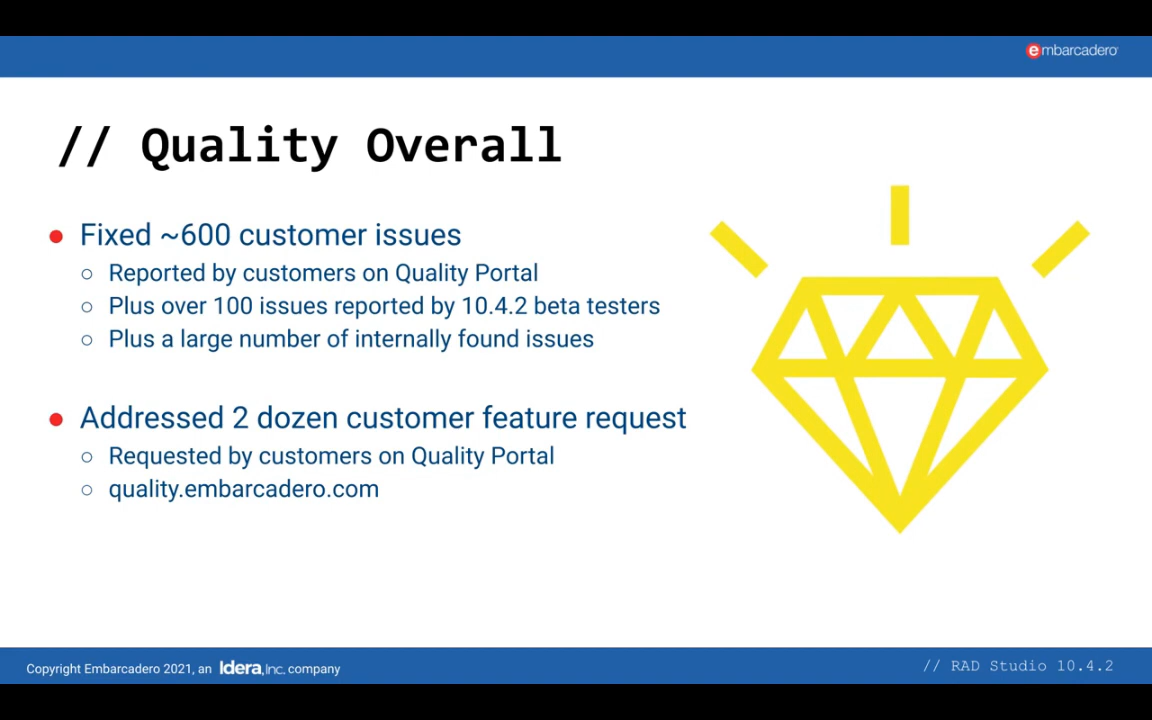 embarcadero
// Quality Overall
● Fixed ~600 customer issues
○ Reported by customers on Quality Portal
○ Plus over 100 issues reported by 10.4.2 beta testers
○ Plus a large number of internally found issues
● Addressed 2 dozen customer feature request
○ Requested by customers on Quality Portal
○ quality.embarcadero.com
Copyright Embarcadero 2021, an Idera, Inc. company
// RAD Studio 10.4.2